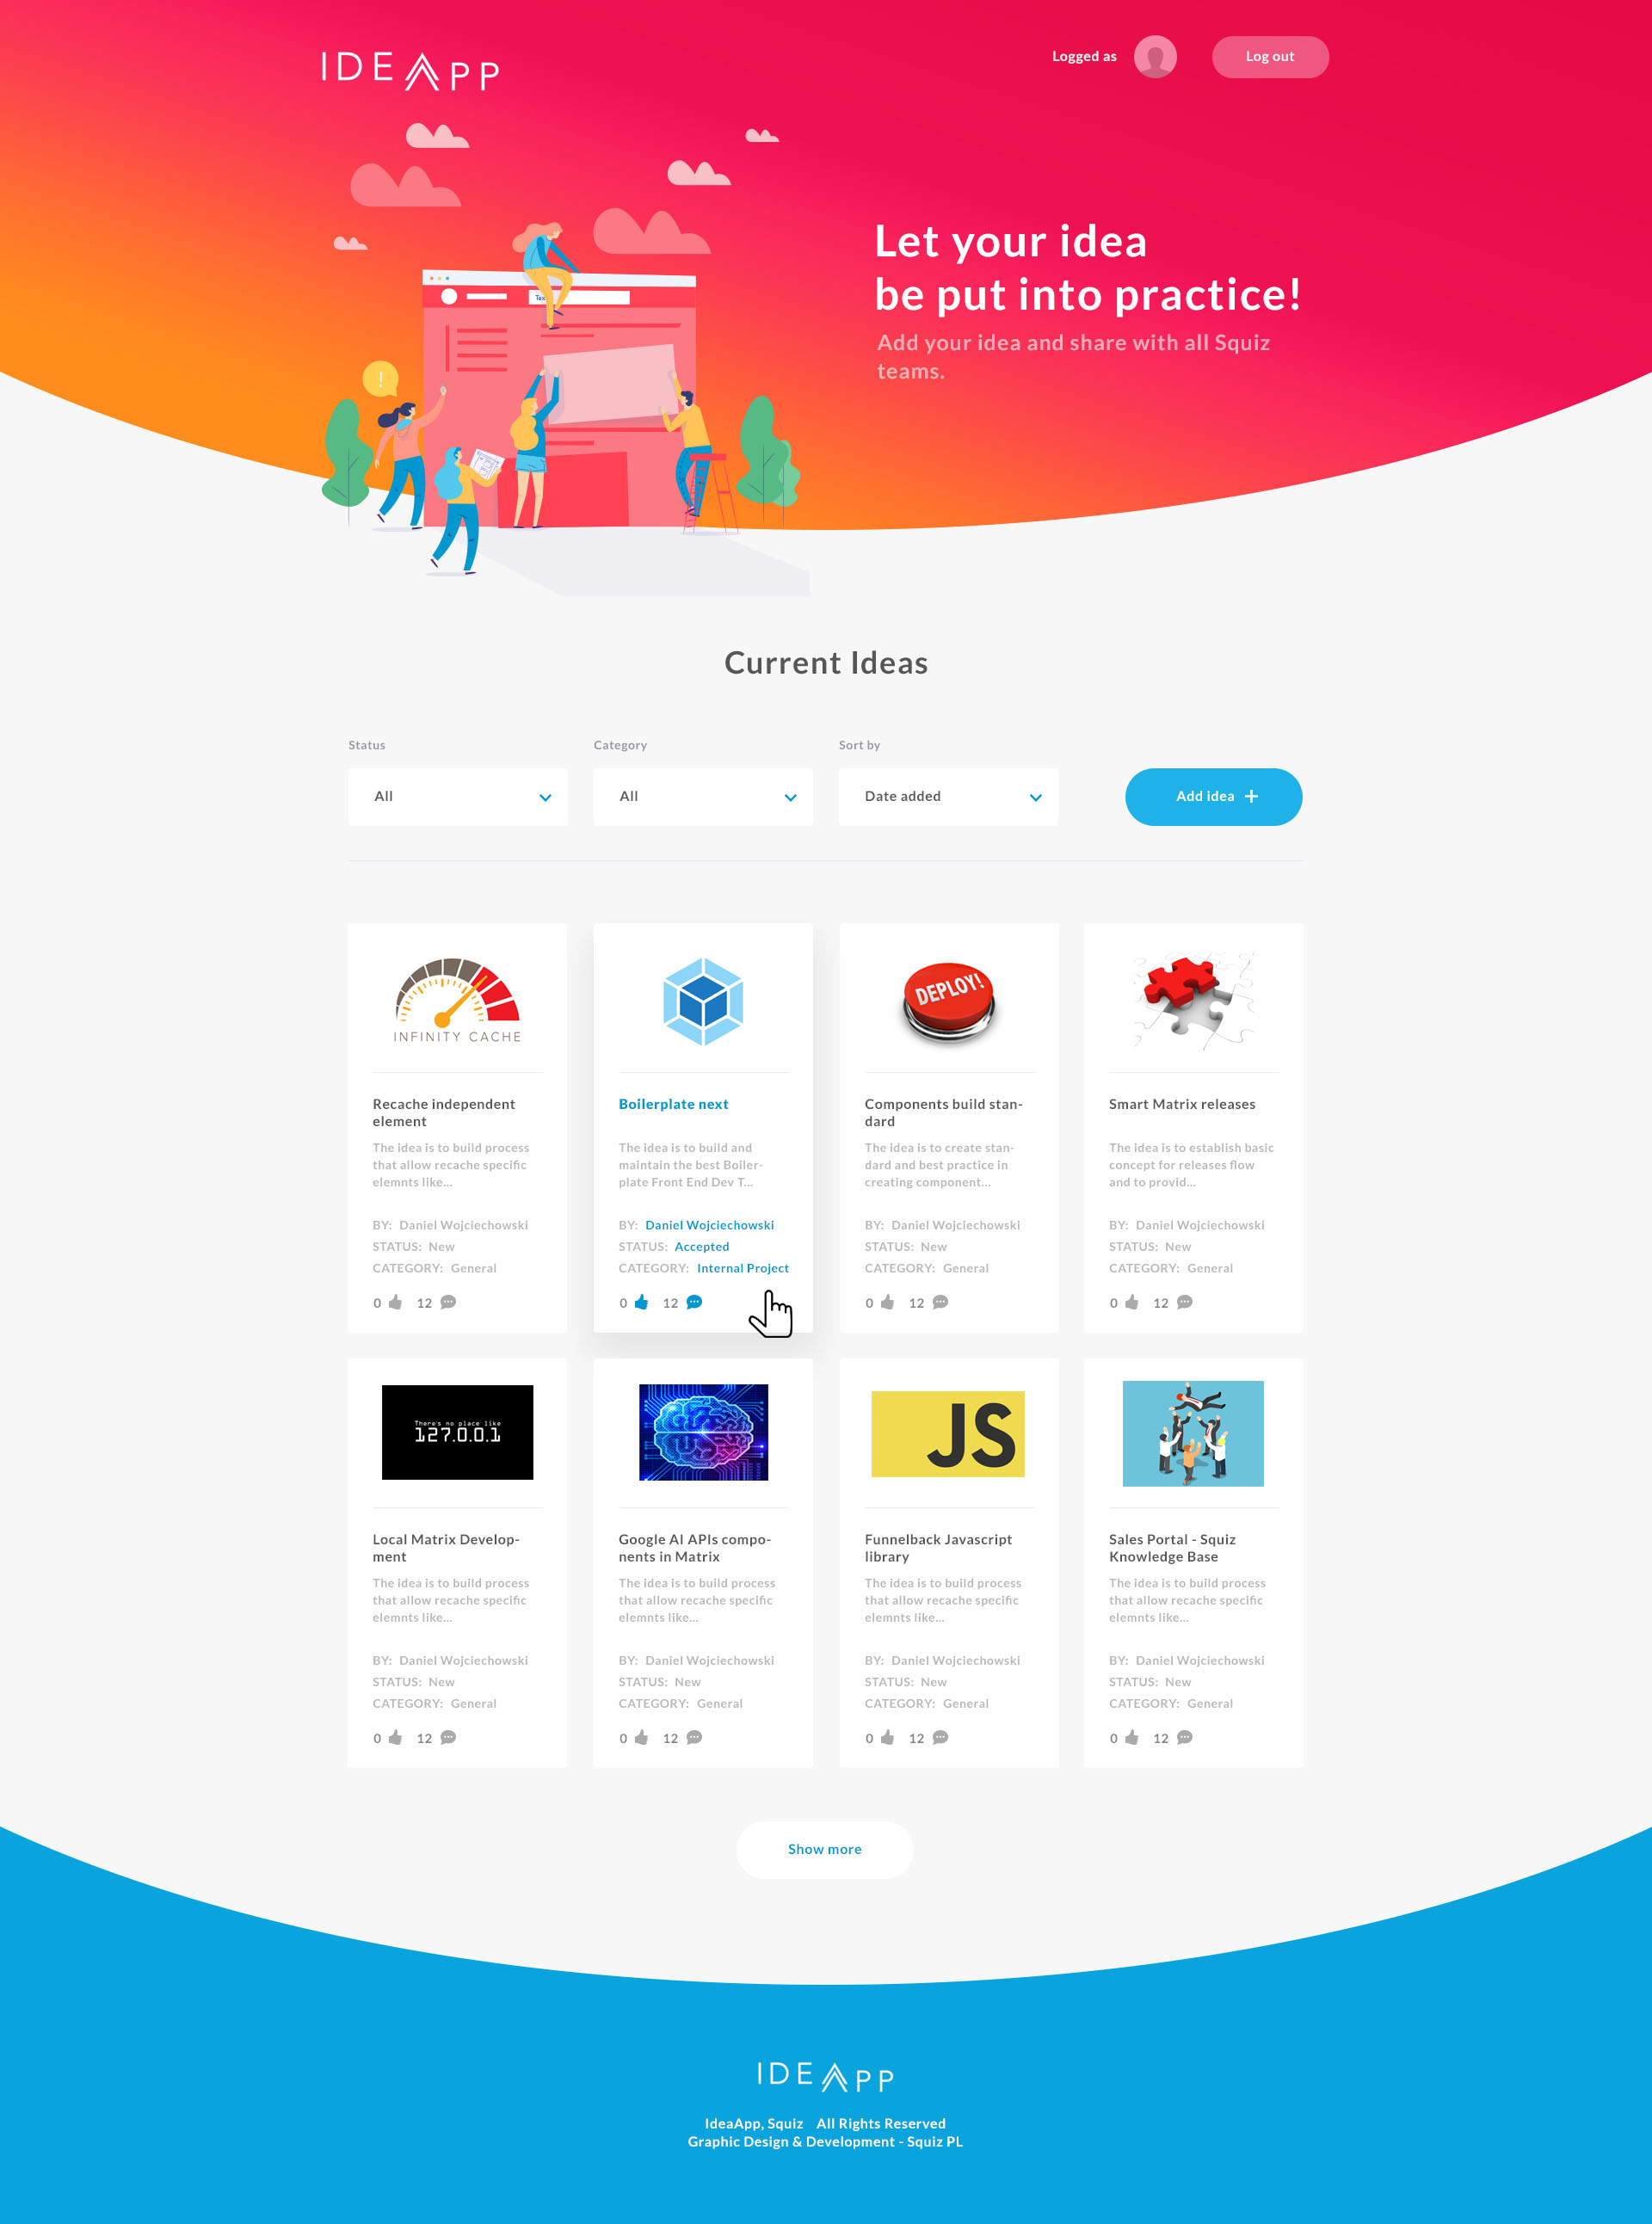 IDEAPP
Logged as
Log out
Let your idea
be put into practice!
Add your idea and share with all Squiz
teams.
!
Current Ideas
Status
Category
Sort by
All
All
Date added
Add idea +
INFINITY CACHE
Recache independent
element
The idea is to build process
that allow recache specific
elemnts like...
BY: Daniel Wojciechowski
STATUS: New
CATEGORY: General
0 12
Boilerplate next
The idea is to build and
maintain the best Boiler-
plate Front End Dev T...
BY: Daniel Wojciechowski
STATUS: Accepted
CATEGORY: Internal Project
0 12
DEPLOY!
Components build stan-
dard
The idea is to create stan-
dard and best practice in
creating component...
BY: Daniel Wojciechowski
STATUS: New
CATEGORY: General
0 12
Smart Matrix releases
The idea is to establish basic
concept for releases flow
and to provid...
BY: Daniel Wojciechowski
STATUS: New
CATEGORY: General
0 12
There's no place like
127.0.0.1
Local Matrix Develop-
ment
The idea is to build process
that allow recache specific
elemnts like...
BY: Daniel Wojciechowski
STATUS: New
CATEGORY: General
0 12
Google AI APIs compo-
nents in Matrix
The idea is to build process
that allow recache specific
elemnts like...
BY: Daniel Wojciechowski
STATUS: New
CATEGORY: General
0 12
JS
Funnelback Javascript
library
The idea is to build process
that allow recache specific
elemnts like...
BY: Daniel Wojciechowski
STATUS: New
CATEGORY: General
0 12
Sales Portal - Squiz
Knowledge Base
The idea is to build process
that allow recache specific
elemnts like...
BY: Daniel Wojciechowski
STATUS: New
CATEGORY: General
0 12
Show more
IDEAPP
IdeaApp, Squiz All Rights Reserved
Graphic Design & Development - Squiz PL